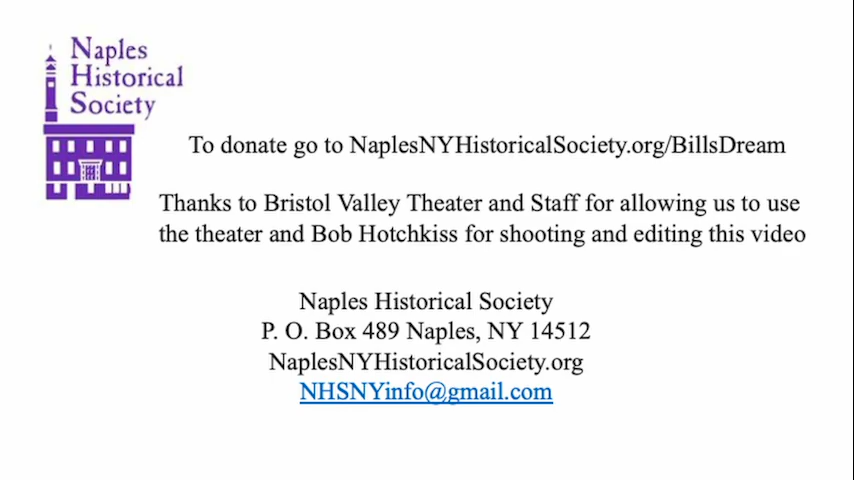 Naples
Historical
Society
To donate go to NaplesNYHistoricalSociety.org/BillsDream
Thanks to Bristol Valley Theater and Staff for allowing us to use
the theater and Bob Hotchkiss for shooting and editing this video
Naples Historical Society
P. O. Box 489 Naples, NY 14512
NaplesNYHistoricalSociety.org
NHSNYinfo@gmail.com